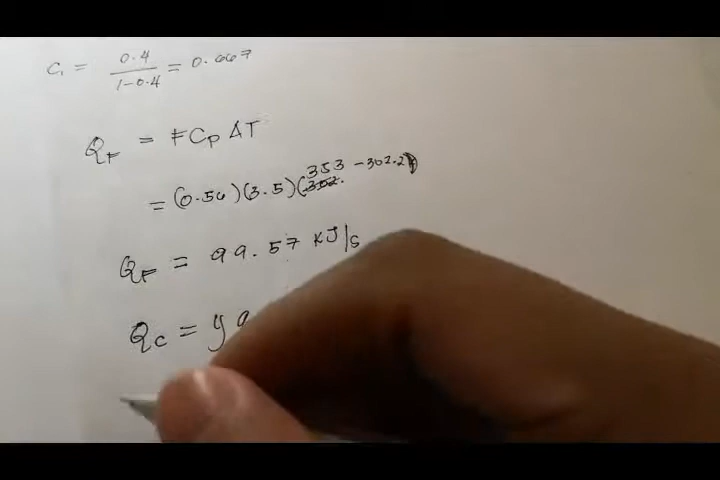 C₁ = 0.4 / 1-0.4 = 0.667
Q_F = F C_P ΔT
= (0.56)(3.5)(353 - 302.2)
Q_F = 99.57 KJ/s
Q_C = y